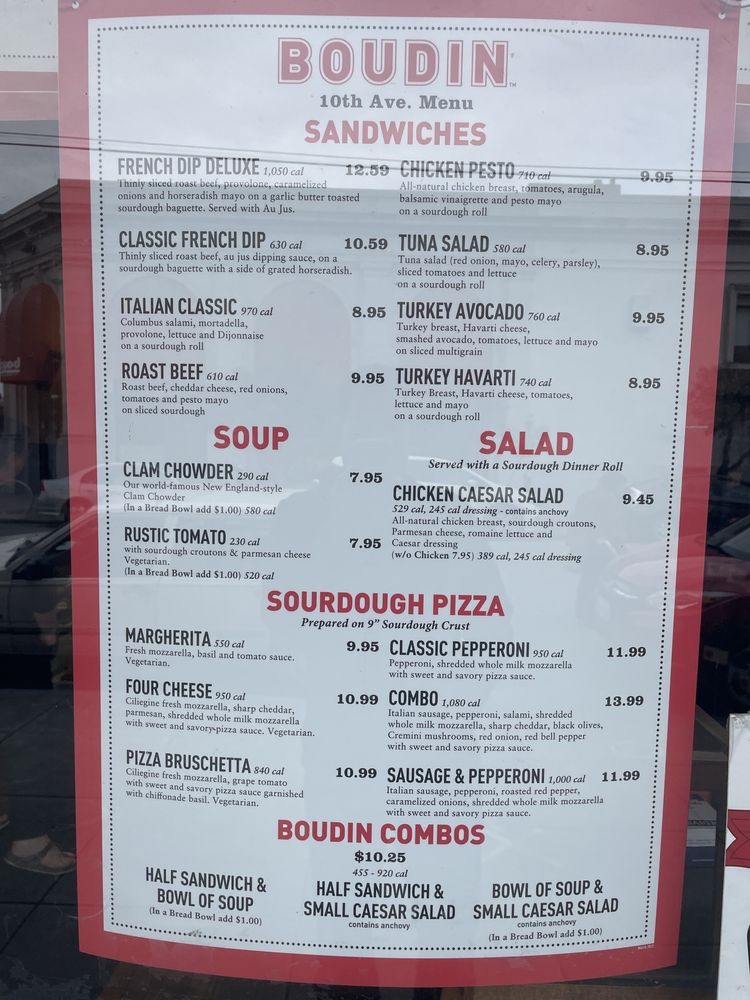 BOUDIN™
10th Ave. Menu
SANDWICHES
FRENCH DIP DELUXE 1,050 cal 12.59
Thinly sliced roast beef, provolone, caramelized
onions and horseradish mayo on a garlic butter toasted
sourdough baguette. Served with Au Jus.
CLASSIC FRENCH DIP 630 cal 10.59
Thinly sliced roast beef, au jus dipping sauce, on a
sourdough baguette with a side of grated horseradish.
ITALIAN CLASSIC 970 cal 8.95
Columbus salami, mortadella,
provolone, lettuce and Dijonnaise
on a sourdough roll
ROAST BEEF 610 cal 9.95
Roast beef, cheddar cheese, red onions,
tomatoes and pesto mayo
on sliced sourdough
CHICKEN PESTO 710 cal 9.95
All-natural chicken breast, tomatoes, arugula,
balsamic vinaigrette and pesto mayo
on a sourdough roll
TUNA SALAD 580 cal 8.95
Tuna salad (red onion, mayo, celery, parsley),
sliced tomatoes and lettuce
on a sourdough roll
TURKEY AVOCADO 760 cal 9.95
Turkey breast, Havarti cheese,
smashed avocado, tomatoes, lettuce and mayo
on sliced multigrain
TURKEY HAVARTI 740 cal 8.95
Turkey Breast, Havarti cheese, tomatoes,
lettuce and mayo
on a sourdough roll
SOUP
CLAM CHOWDER 290 cal 7.95
Our world-famous New England-style
Clam Chowder
(In a Bread Bowl add $1.00) 580 cal
RUSTIC TOMATO 230 cal 7.95
with sourdough croutons & parmesan cheese
Vegetarian.
(In a Bread Bowl add $1.00) 520 cal
SALAD
Served with a Sourdough Dinner Roll
CHICKEN CAESAR SALAD 9.45
529 cal, 245 cal dressing - contains anchovy
All-natural chicken breast, sourdough croutons,
Parmesan cheese, romaine lettuce and
Caesar dressing
(w/o Chicken 7.95) 389 cal, 245 cal dressing
SOURDOUGH PIZZA
Prepared on 9" Sourdough Crust
MARGHERITA 550 cal 9.95
Fresh mozzarella, basil and tomato sauce.
Vegetarian.
FOUR CHEESE 950 cal 10.99
Ciliegine fresh mozzarella, sharp cheddar,
parmesan, shredded whole milk mozzarella
with sweet and savory pizza sauce. Vegetarian.
PIZZA BRUSCHETTA 840 cal 10.99
Ciliegine fresh mozzarella, grape tomato
with sweet and savory pizza sauce garnished
with chiffonade basil. Vegetarian.
CLASSIC PEPPERONI 950 cal 11.99
Pepperoni, shredded whole milk mozzarella
with sweet and savory pizza sauce.
COMBO 1,080 cal 13.99
Italian sausage, pepperoni, salami, shredded
whole milk mozzarella, sharp cheddar, black olives,
Cremini mushrooms, red onion, red bell pepper
with sweet and savory pizza sauce.
SAUSAGE & PEPPERONI 1,000 cal 11.99
Italian sausage, pepperoni, roasted red pepper,
caramelized onions, shredded whole milk mozzarella
with sweet and savory pizza sauce.
BOUDIN COMBOS
$10.25
455 - 920 cal
HALF SANDWICH &
BOWL OF SOUP
(In a Bread Bowl add $1.00)
HALF SANDWICH &
SMALL CAESAR SALAD
contains anchovy
BOWL OF SOUP &
SMALL CAESAR SALAD
contains anchovy
(In a Bread Bowl add $1.00)